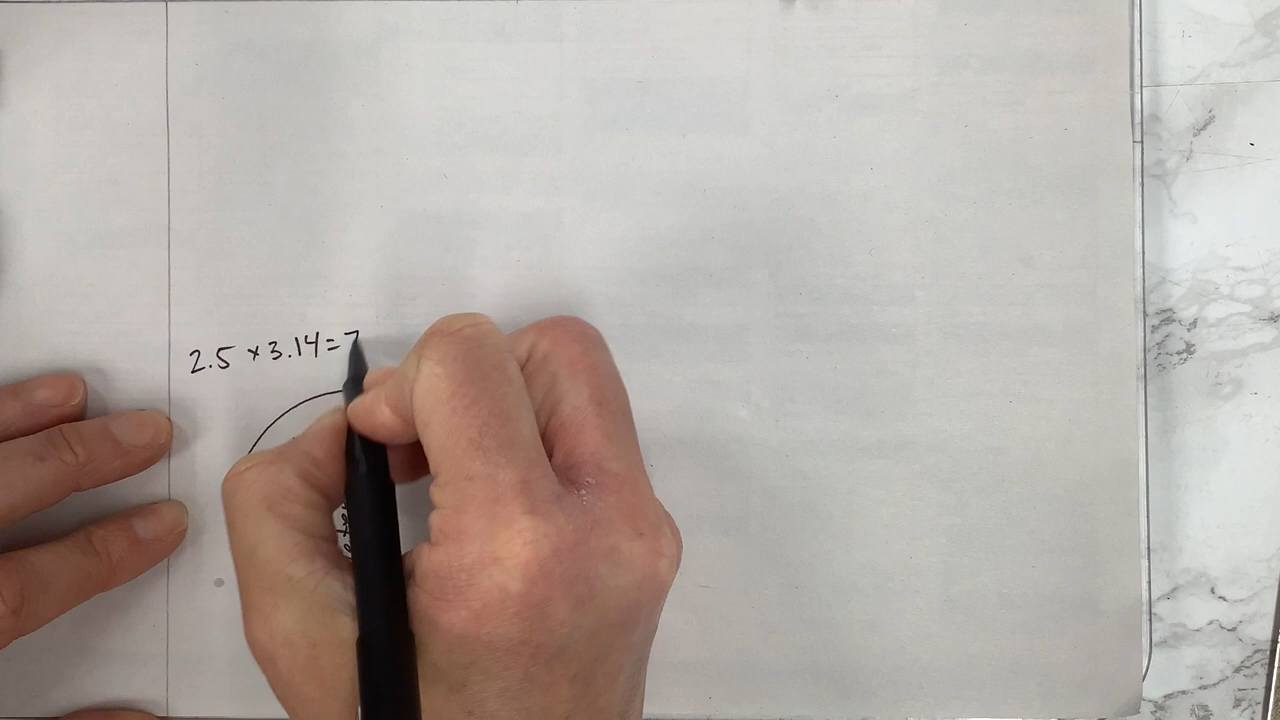 2.5 × 3.14 = 7